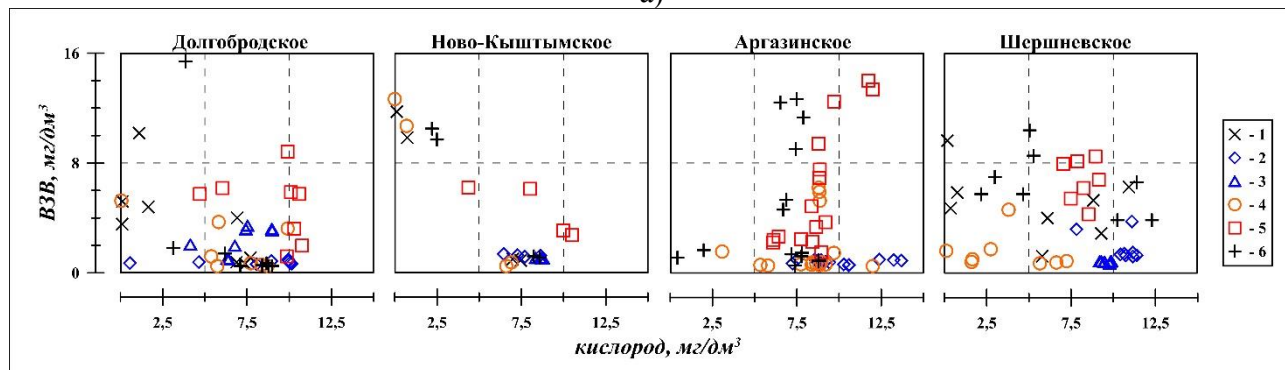 а)
Долгобродское Ново-Кыштымское Аргазинское Шершневское
16
8
0
ВЗВ, мг/дм³
2,5 7,5 12,5 2,5 7,5 12,5 2,5 7,5 12,5 2,5 7,5 12,5
кислород, мг/дм³
- 1
- 2
- 3
- 4
- 5
- 6